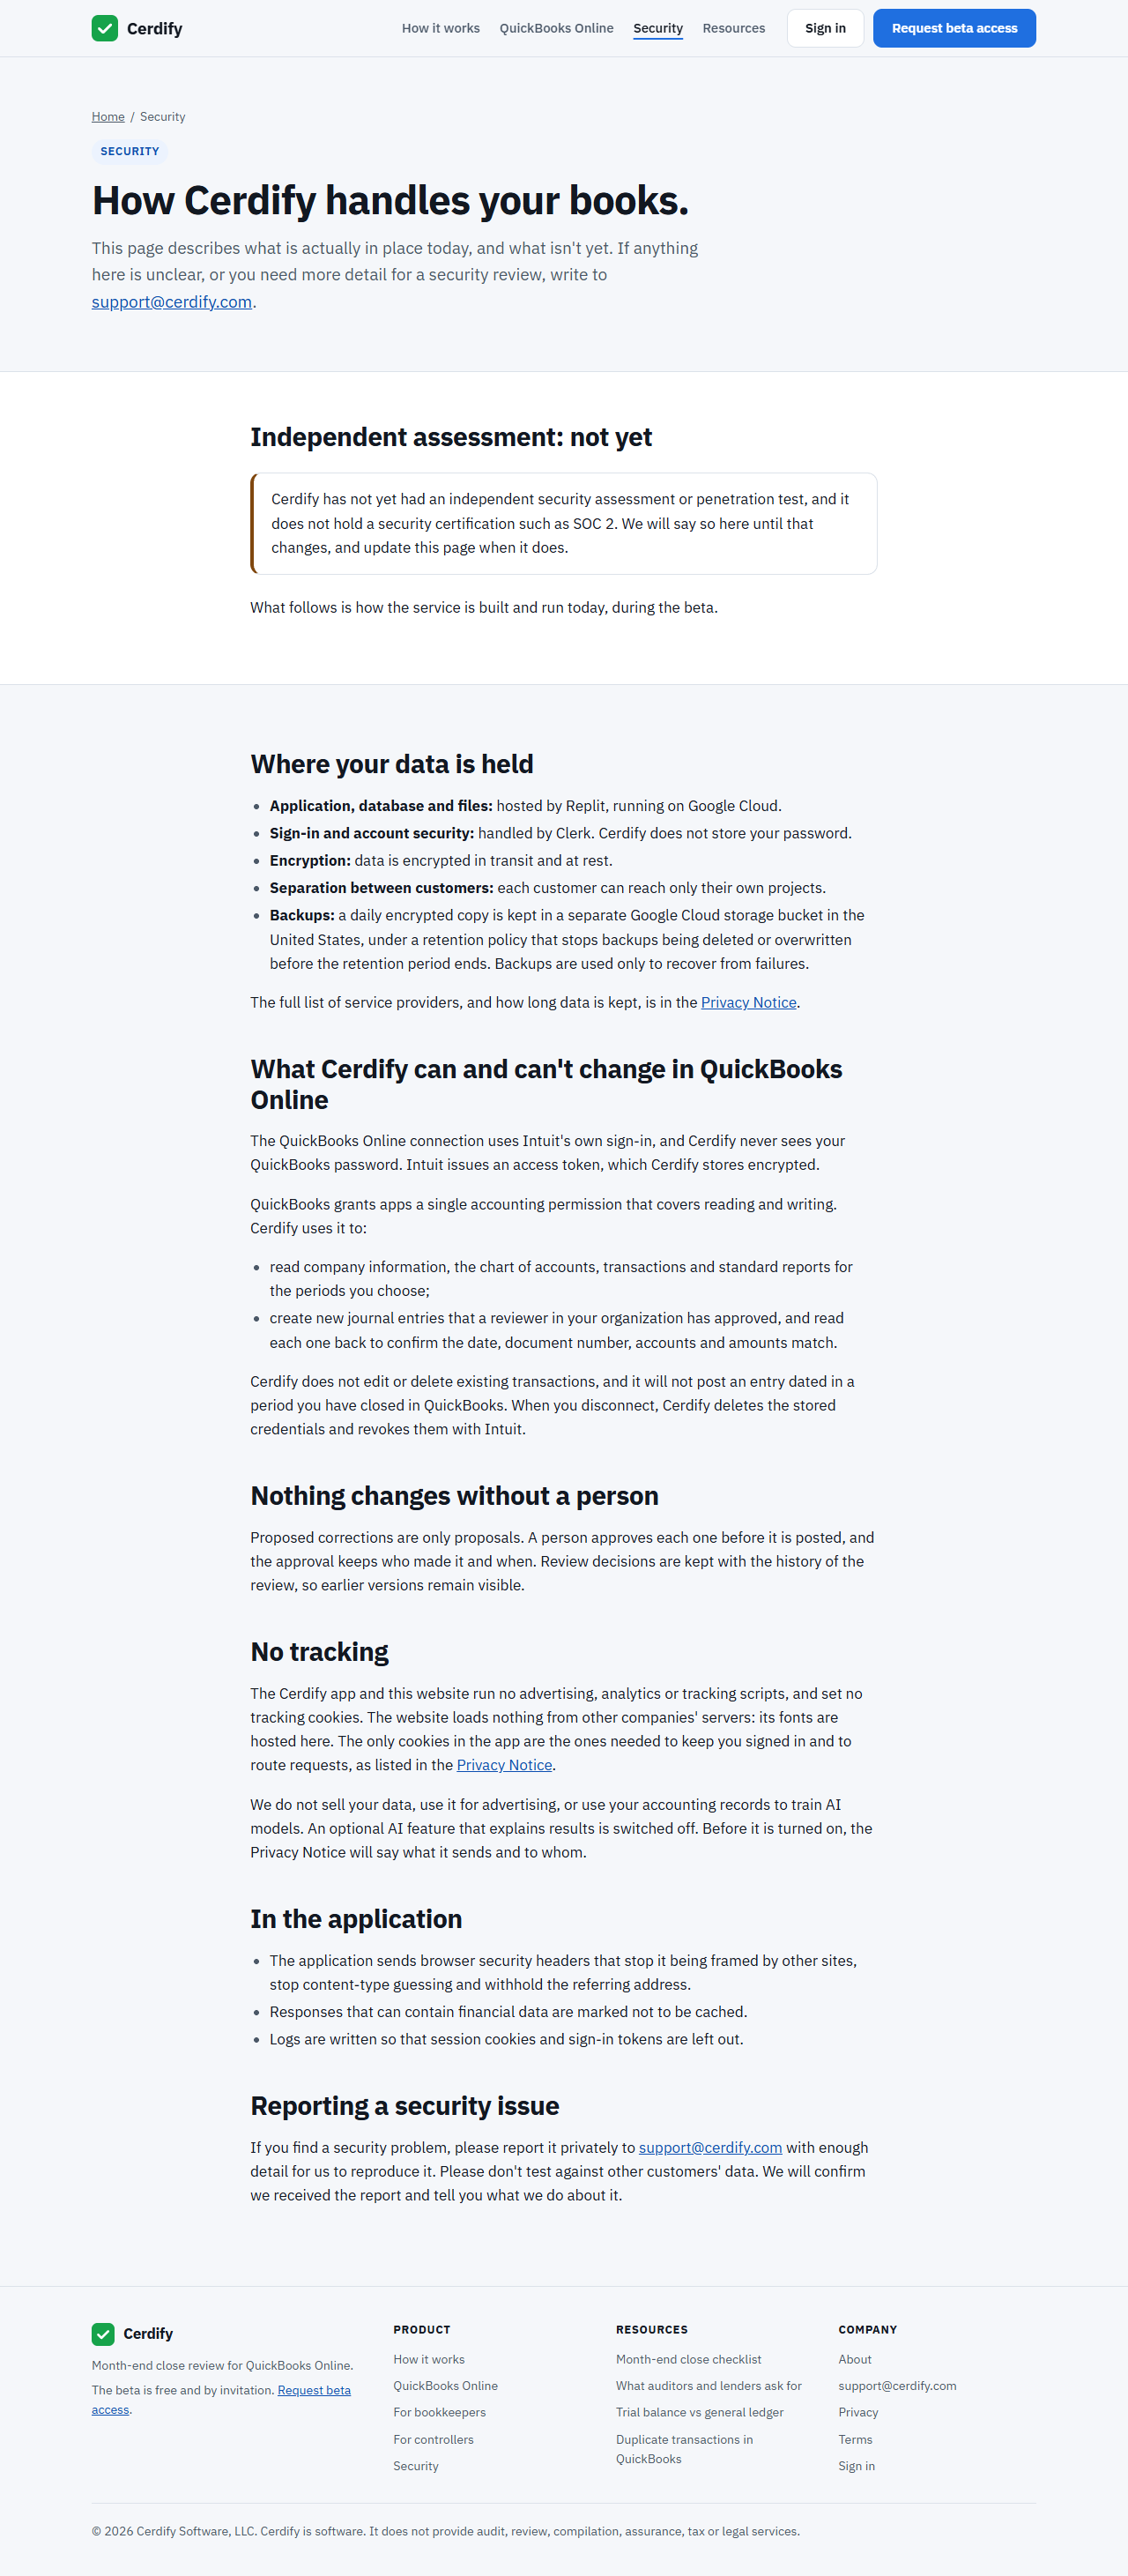 Cerdify
How it works
QuickBooks Online
Security
Resources
Sign in
Request beta access
Home / Security
SECURITY
How Cerdify handles your books.
This page describes what is actually in place today, and what isn't yet. If anything
here is unclear, or you need more detail for a security review, write to
support@cerdify.com.
Independent assessment: not yet
Cerdify has not yet had an independent security assessment or penetration test, and it
does not hold a security certification such as SOC 2. We will say so here until that
changes, and update this page when it does.
What follows is how the service is built and run today, during the beta.
Where your data is held
• Application, database and files: hosted by Replit, running on Google Cloud.
• Sign-in and account security: handled by Clerk. Cerdify does not store your password.
• Encryption: data is encrypted in transit and at rest.
• Separation between customers: each customer can reach only their own projects.
• Backups: a daily encrypted copy is kept in a separate Google Cloud storage bucket in the
United States, under a retention policy that stops backups being deleted or overwritten
before the retention period ends. Backups are used only to recover from failures.
The full list of service providers, and how long data is kept, is in the Privacy Notice.
What Cerdify can and can't change in QuickBooks
Online
The QuickBooks Online connection uses Intuit's own sign-in, and Cerdify never sees your
QuickBooks password. Intuit issues an access token, which Cerdify stores encrypted.
QuickBooks grants apps a single accounting permission that covers reading and writing.
Cerdify uses it to:
• read company information, the chart of accounts, transactions and standard reports for
the periods you choose;
• create new journal entries that a reviewer in your organization has approved, and read
each one back to confirm the date, document number, accounts and amounts match.
Cerdify does not edit or delete existing transactions, and it will not post an entry dated in a
period you have closed in QuickBooks. When you disconnect, Cerdify deletes the stored
credentials and revokes them with Intuit.
Nothing changes without a person
Proposed corrections are only proposals. A person approves each one before it is posted, and
the approval keeps who made it and when. Review decisions are kept with the history of the
review, so earlier versions remain visible.
No tracking
The Cerdify app and this website run no advertising, analytics or tracking scripts, and set no
tracking cookies. The website loads nothing from other companies' servers: its fonts are
hosted here. The only cookies in the app are the ones needed to keep you signed in and to
route requests, as listed in the Privacy Notice.
We do not sell your data, use it for advertising, or use your accounting records to train AI
models. An optional AI feature that explains results is switched off. Before it is turned on, the
Privacy Notice will say what it sends and to whom.
In the application
• The application sends browser security headers that stop it being framed by other sites,
stop content-type guessing and withhold the referring address.
• Responses that can contain financial data are marked not to be cached.
• Logs are written so that session cookies and sign-in tokens are left out.
Reporting a security issue
If you find a security problem, please report it privately to support@cerdify.com with enough
detail for us to reproduce it. Please don't test against other customers' data. We will confirm
we received the report and tell you what we do about it.
Cerdify
Month-end close review for QuickBooks Online.
The beta is free and by invitation. Request beta
access.
PRODUCT
How it works
QuickBooks Online
For bookkeepers
For controllers
Security
RESOURCES
Month-end close checklist
What auditors and lenders ask for
Trial balance vs general ledger
Duplicate transactions in
QuickBooks
COMPANY
About
support@cerdify.com
Privacy
Terms
Sign in
© 2026 Cerdify Software, LLC. Cerdify is software. It does not provide audit, review, compilation, assurance, tax or legal services.